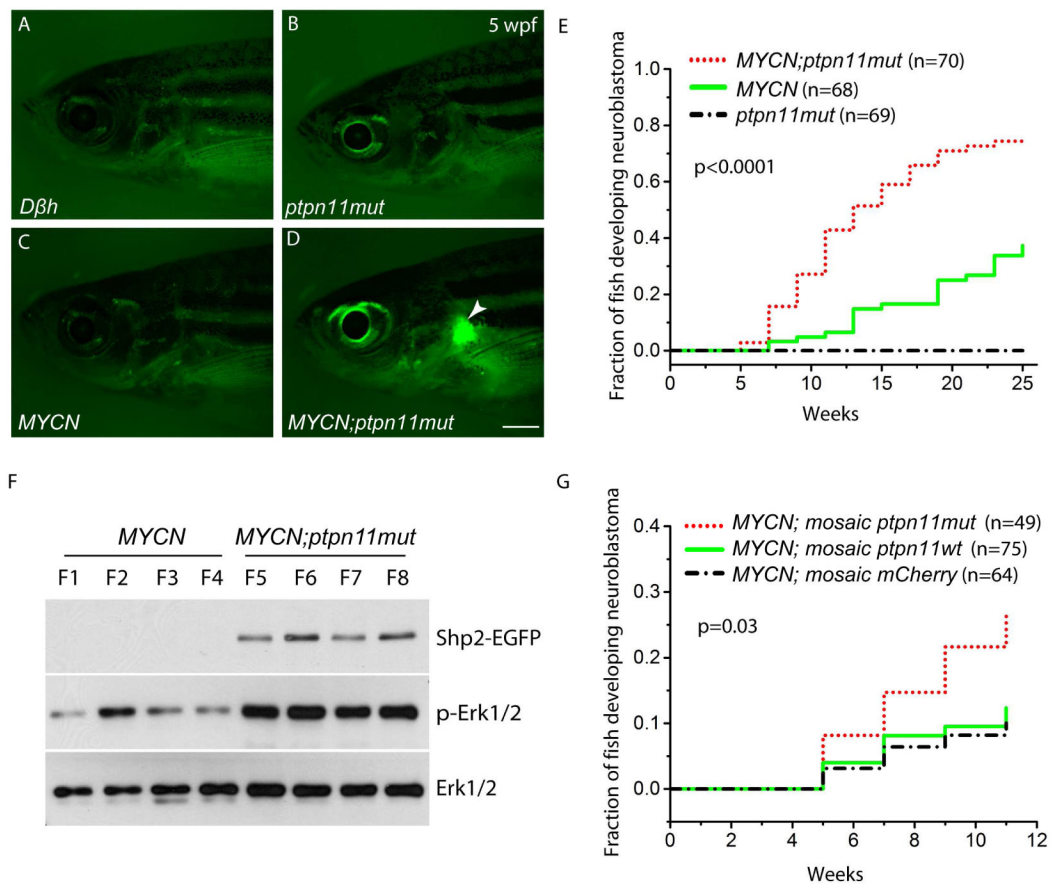 A
B
5 wpf
Dβh
ptpn11mut
C
D
MYCN
MYCN;ptpn11mut
E
MYCN;ptpn11mut (n=70)
MYCN (n=68)
ptpn11mut (n=69)
p<0.0001
Fraction of fish developing neuroblastoma
1.0
0.8
0.6
0.4
0.2
0.0
0 5 10 15 20 25
Weeks
F
MYCN MYCN;ptpn11mut
F1 F2 F3 F4 F5 F6 F7 F8
Shp2-EGFP
p-Erk1/2
Erk1/2
G
MYCN; mosaic ptpn11mut (n=49)
MYCN; mosaic ptpn11wt (n=75)
MYCN; mosaic mCherry (n=64)
p=0.03
Fraction of fish developing neuroblastoma
0.4
0.3
0.2
0.1
0.0
0 2 4 6 8 10 12
Weeks